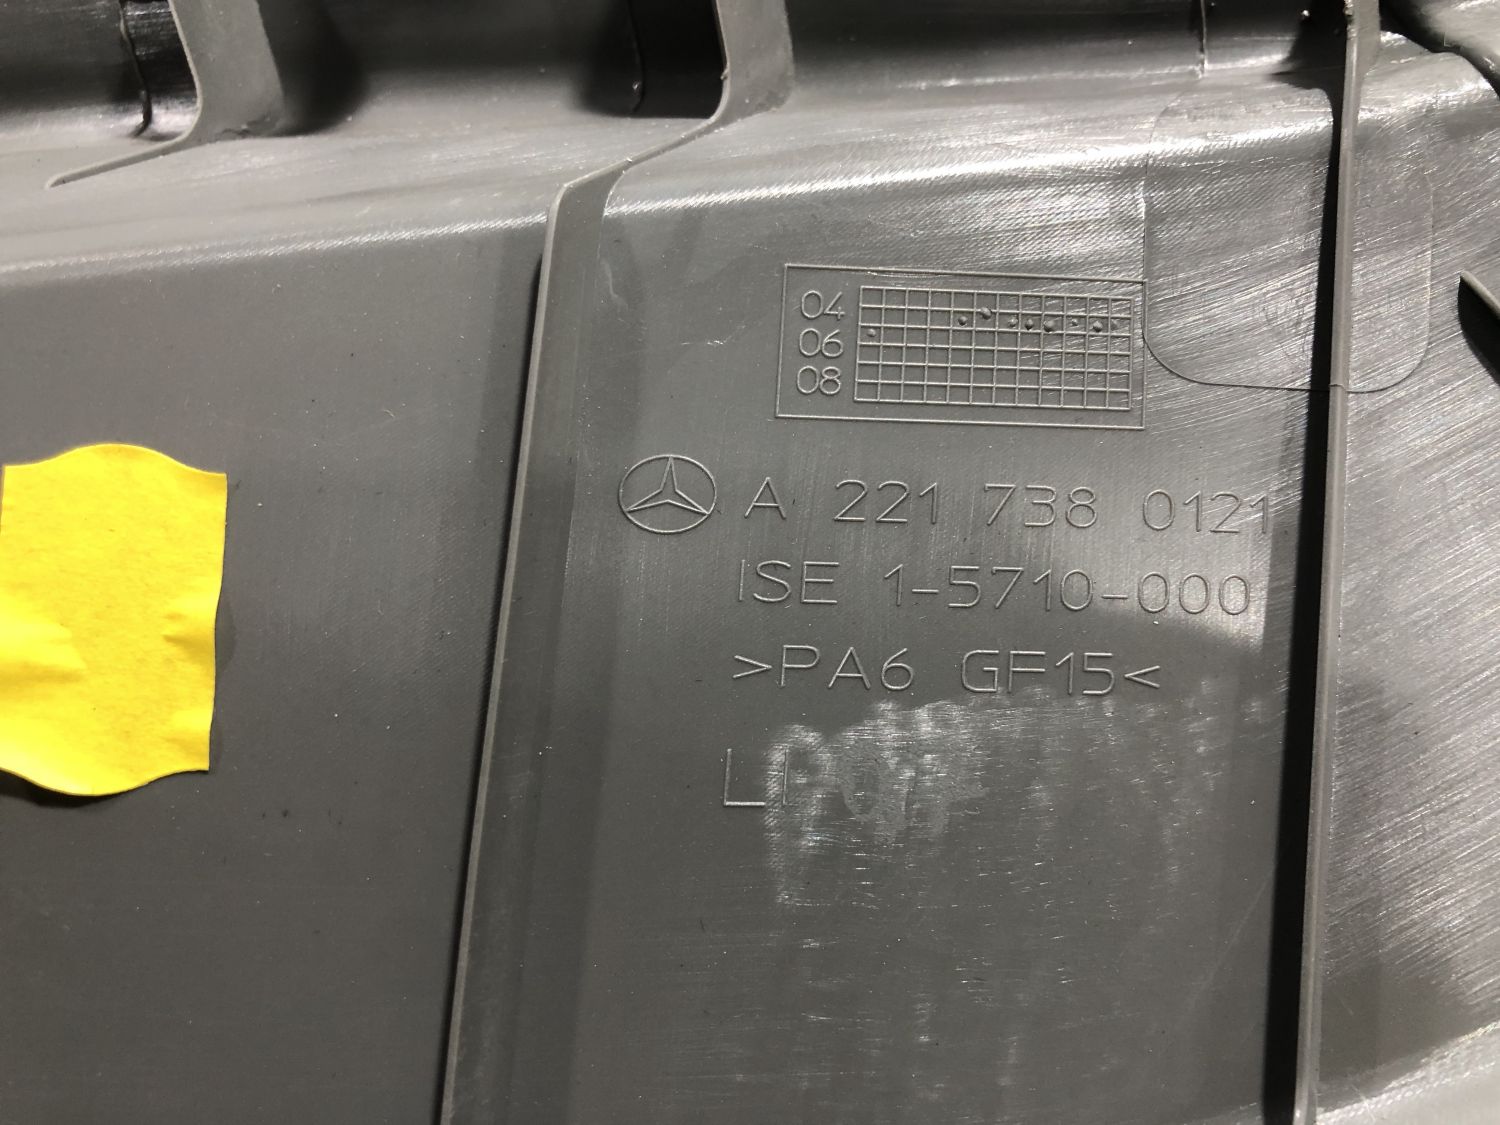 04
06
08
A 221 738 0121
ISE 1-5710-000
>PA6 GF15<